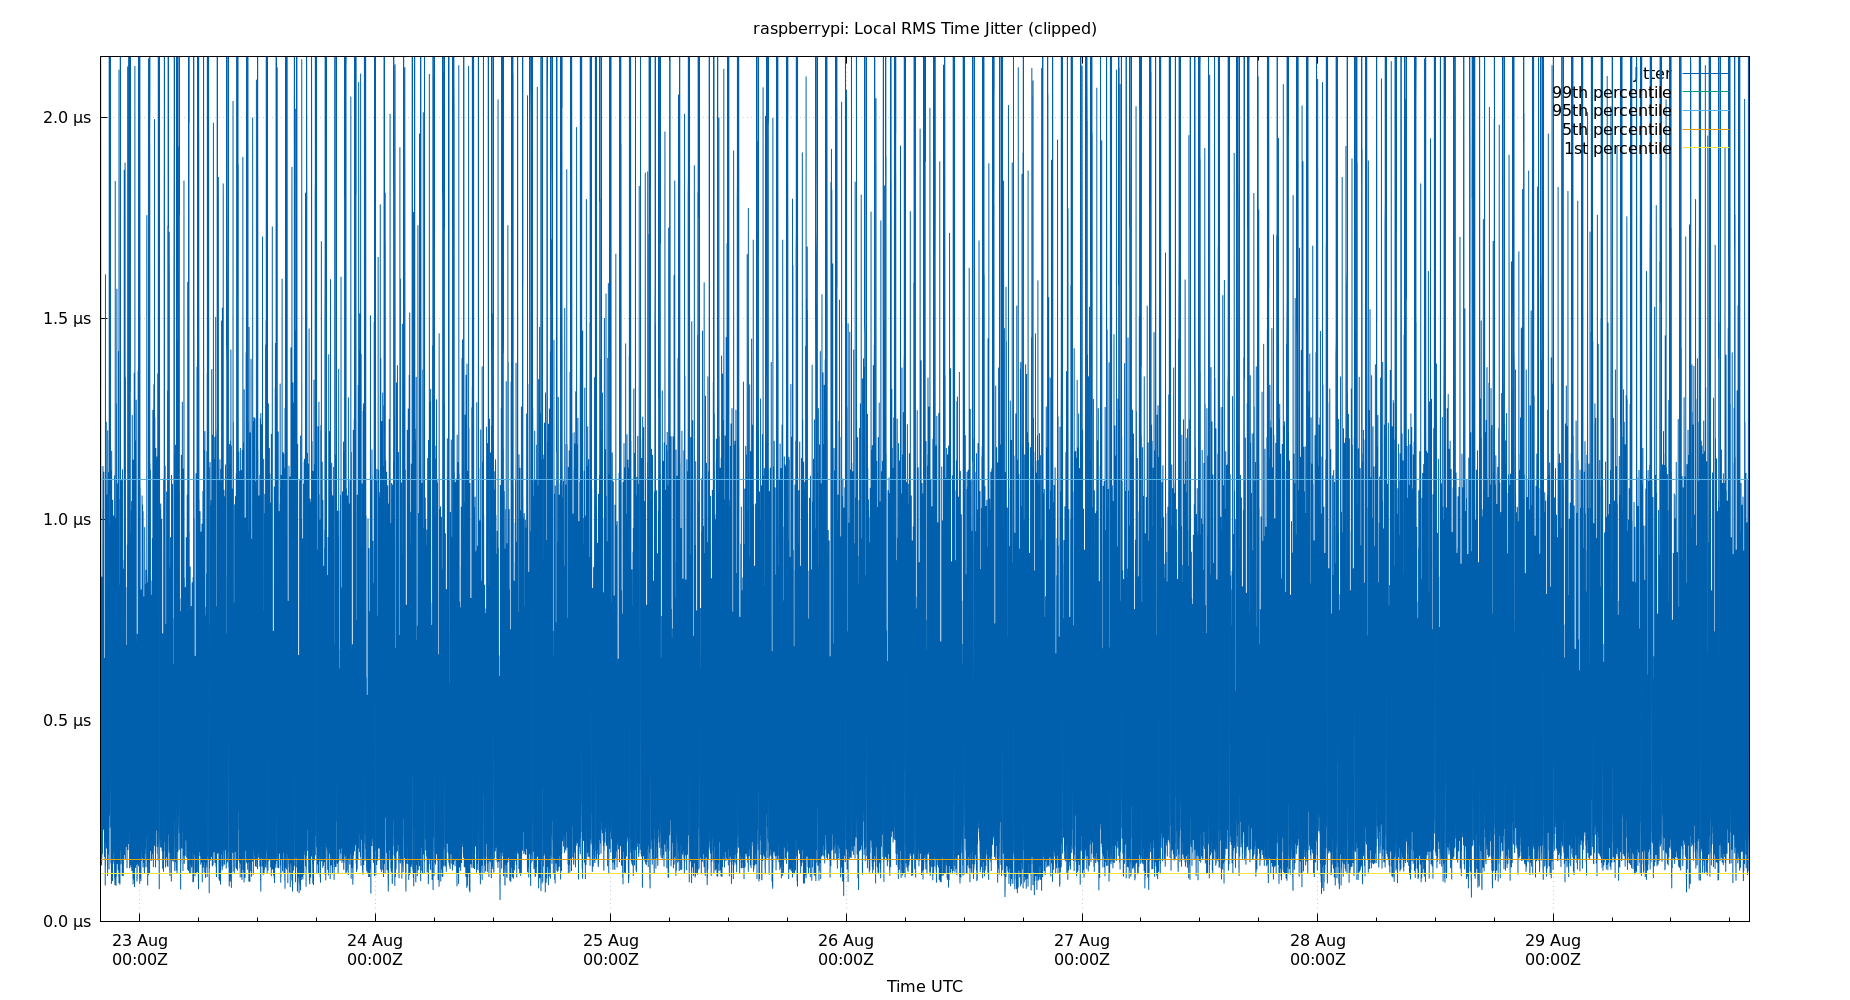 raspberrypi: Local RMS Time Jitter (clipped)
jitter
99th percentile
95th percentile
5th percentile
1st percentile
2.0 µs
1.5 µs
1.0 µs
0.5 µs
0.0 µs
23 Aug 24 Aug 25 Aug 26 Aug 27 Aug 28 Aug 29 Aug
00:00Z 00:00Z 00:00Z 00:00Z 00:00Z 00:00Z 00:00Z
Time UTC